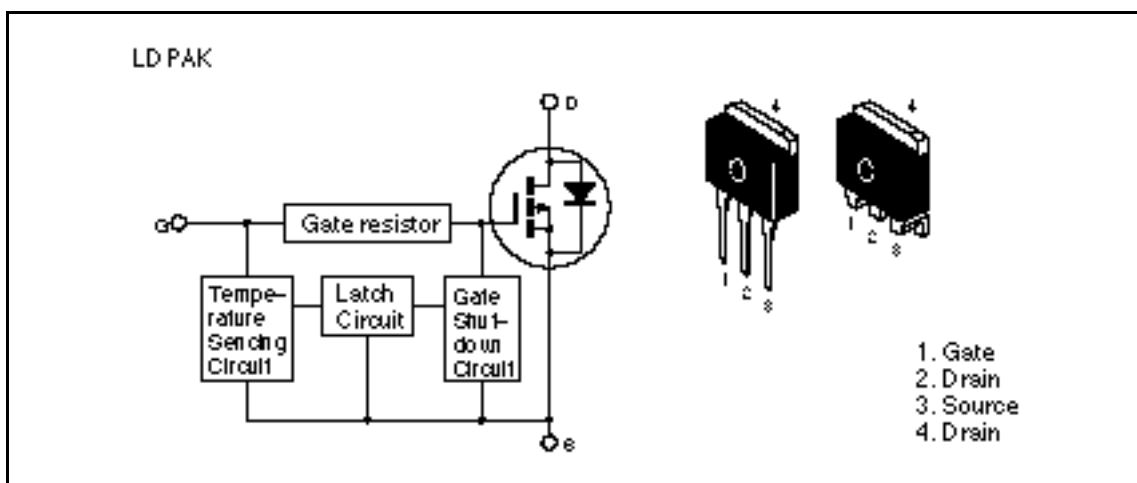 LD PAK
D
4
4
G
Gate resistor
Tempe-
rature
Sencing
Circuit
Latch
Circuit
Gate
Shut-
down
Circuit
S
1
2
3
1
2
3
1. Gate
2. Drain
3. Source
4. Drain